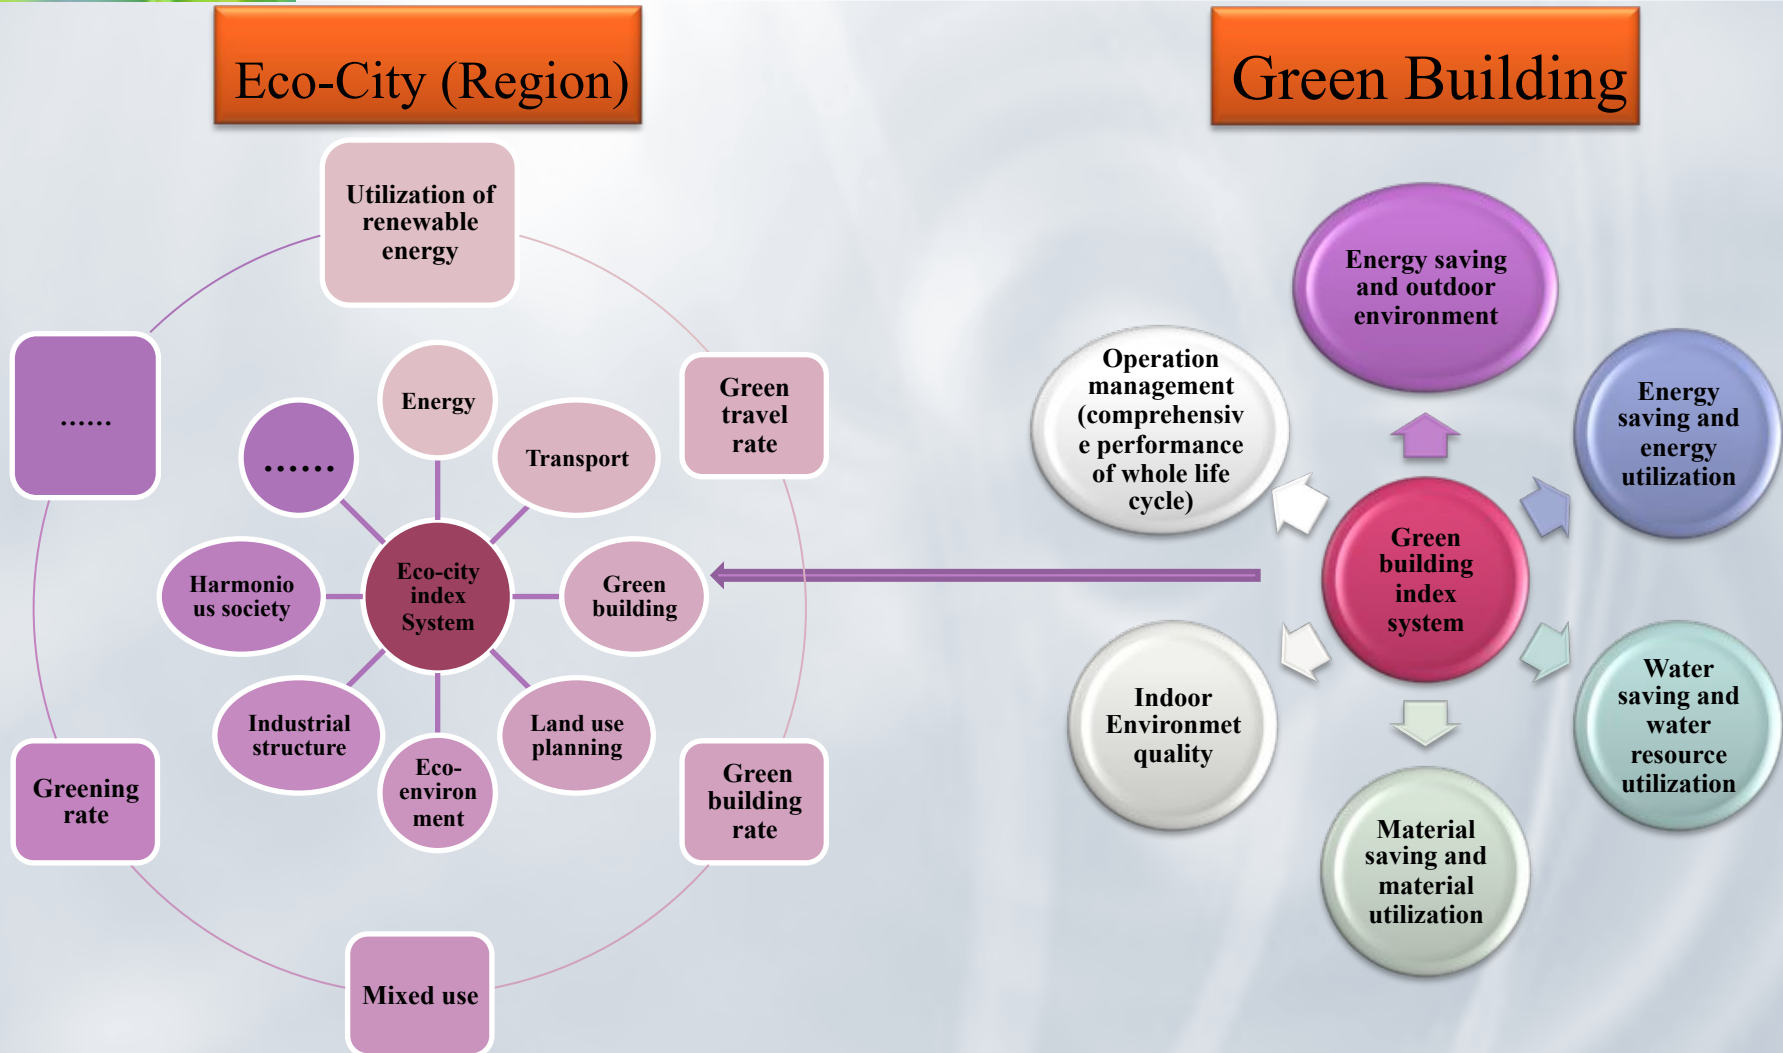 Eco-City (Region)
Utilization of
renewable
energy
Green
travel
rate
Green
building
rate
Mixed use
Greening
rate
......
Energy
Transport
Green
building
Land use
planning
Eco-
environ
ment
Industrial
structure
Harmonio
us society
......
Eco-city
index
System
Green Building
Energy saving
and outdoor
environment
Energy
saving and
energy
utilization
Water
saving and
water
resource
utilization
Material
saving and
material
utilization
Indoor
Environmet
quality
Operation
management
(comprehensiv
e performance
of whole life
cycle)
Green
building
index
system